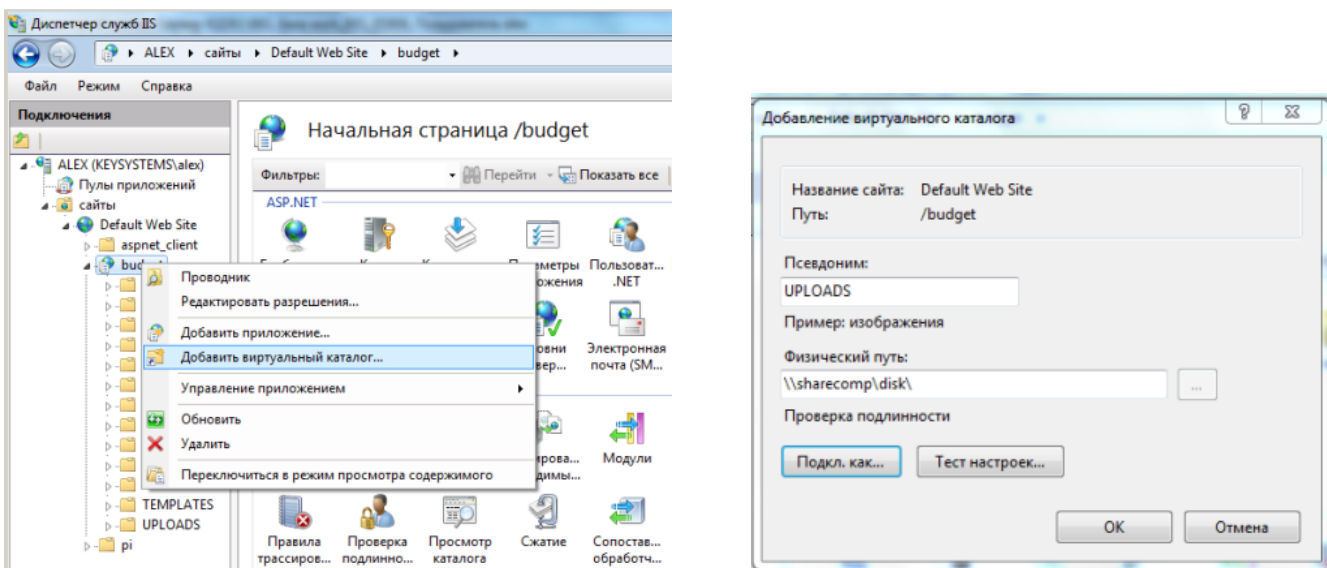 Диспетчер служб IIS
ALEX сайты Default Web Site budget
Файл Режим Справка
Подключения
ALEX (KEYSYSTEMS\alex)
Пулы приложений
сайты
Default Web Site
aspnet_client
Проводник
Редактировать разрешения...
Добавить приложение...
Добавить виртуальный каталог...
Управление приложением
Обновить
Удалить
Переключиться в режим просмотра содержимого
TEMPLATES
UPLOADS
pi
Начальная страница /budget
Фильтры: Перейти Показать все
ASP.NET
Пользоват...
.NET
Электронная
почта (SM...
Модули
Правила Проверка Просмотр Сжатие Сопостав...
трассиров... подлинно... каталога обработч...
Добавление виртуального каталога
Название сайта: Default Web Site
Путь: /budget
Псевдоним:
UPLOADS
Пример: изображения
Физический путь:
\\sharecomp\disk\
...
Проверка подлинности
Подкл. как... Тест настроек...
OK Отмена